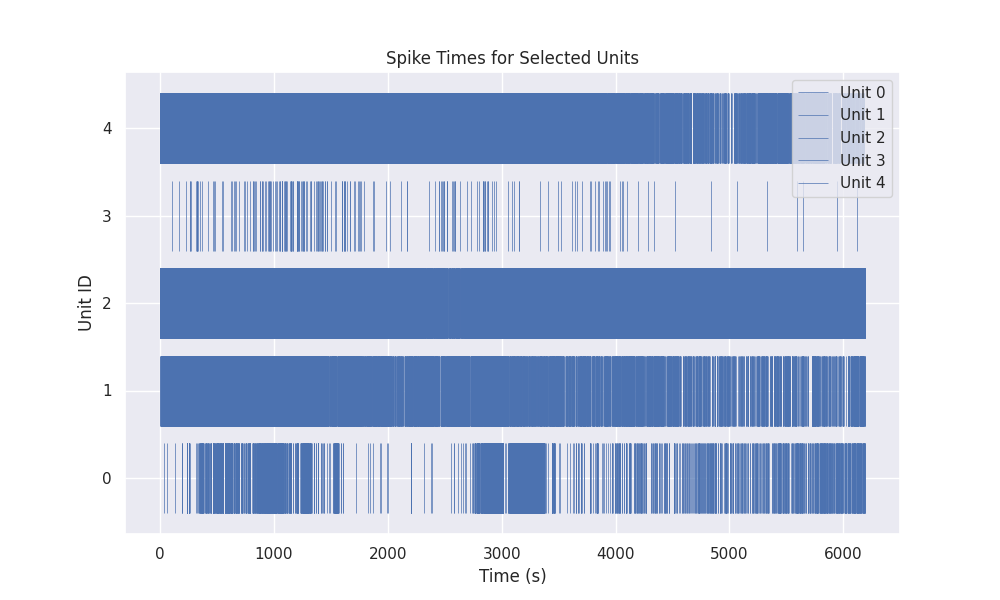 Spike Times for Selected Units
Unit 0
Unit 1
Unit 2
Unit 3
Unit 4
4
3
2
1
0
Unit ID
0 1000 2000 3000 4000 5000 6000
Time (s)